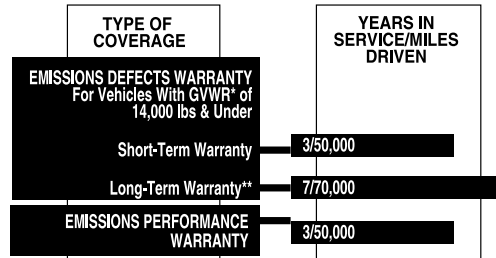 TYPE OF
COVERAGE
YEARS IN
SERVICE/MILES
DRIVEN
EMISSIONS DEFECTS WARRANTY
For Vehicles With GVWR* of
14,000 lbs & Under
Short-Term Warranty 3/50,000
Long-Term Warranty** 7/70,000
EMISSIONS PERFORMANCE
WARRANTY 3/50,000